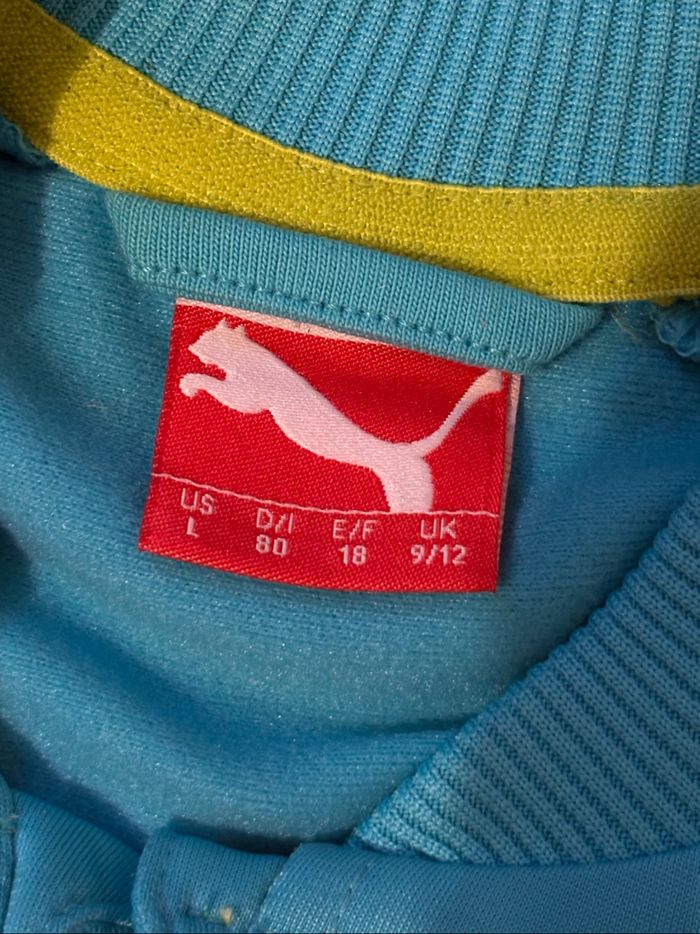 US D/I E/F UK
L 80 18 9/12